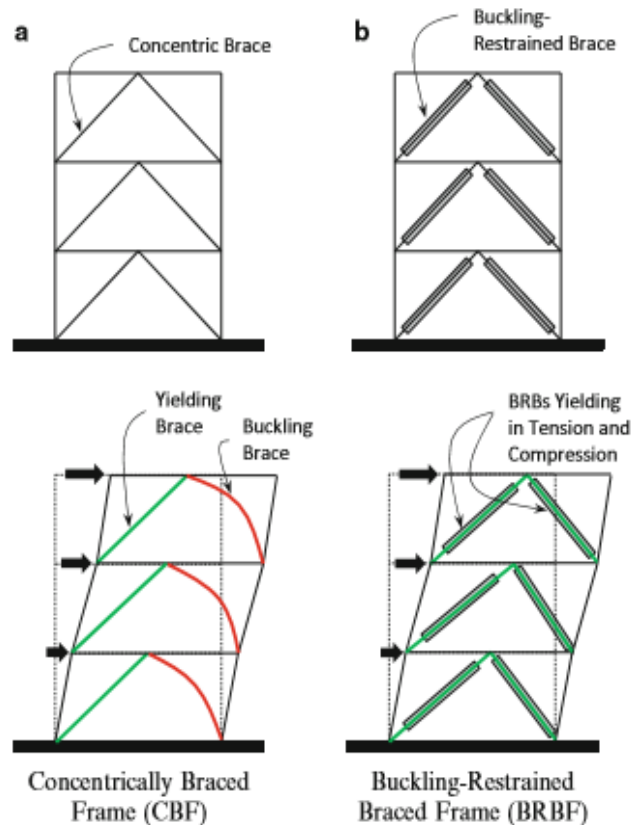 a
Concentric Brace
b
Buckling-
Restrained Brace
Yielding
Brace
Buckling
Brace
BRBs Yielding
in Tension and
Compression
Concentrically Braced
Frame (CBF)
Buckling-Restrained
Braced Frame (BRBF)